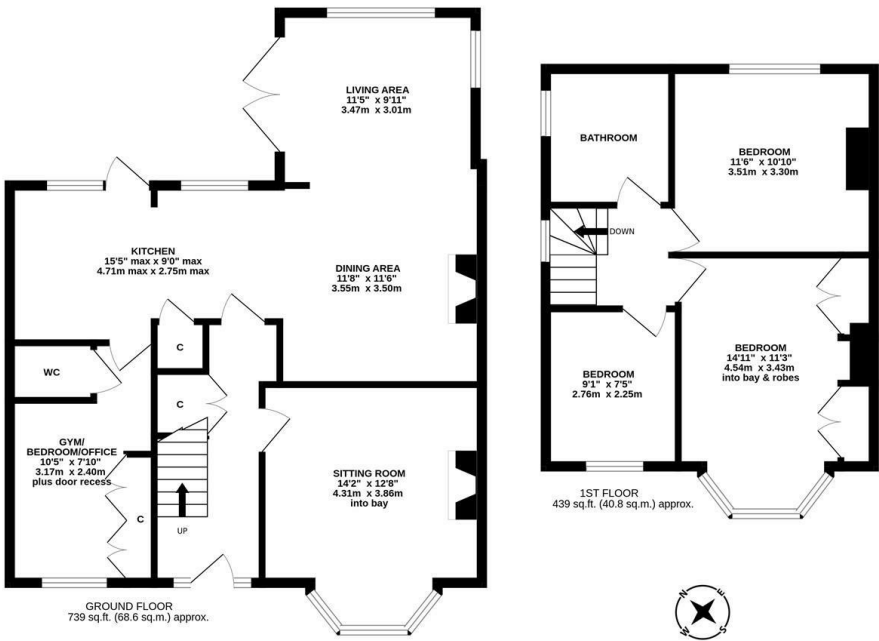 LIVING AREA
11'5" x 9'11"
3.47m x 3.01m
KITCHEN
15'5" max x 9'0" max
4.71m max x 2.75m max
DINING AREA
11'8" x 11'6"
3.55m x 3.50m
C
WC
C
GYM/
BEDROOM/OFFICE
10'5" x 7'10"
3.17m x 2.40m
plus door recess
C
UP
SITTING ROOM
14'2" x 12'8"
4.31m x 3.86m
into bay
GROUND FLOOR
739 sq.ft. (68.6 sq.m.) approx.
BATHROOM
BEDROOM
11'6" x 10'10"
3.51m x 3.30m
DOWN
BEDROOM
9'1" x 7'5"
2.76m x 2.25m
BEDROOM
14'11" x 11'3"
4.54m x 3.43m
into bay & robes
1ST FLOOR
439 sq.ft. (40.8 sq.m.) approx.
N
E
W
S